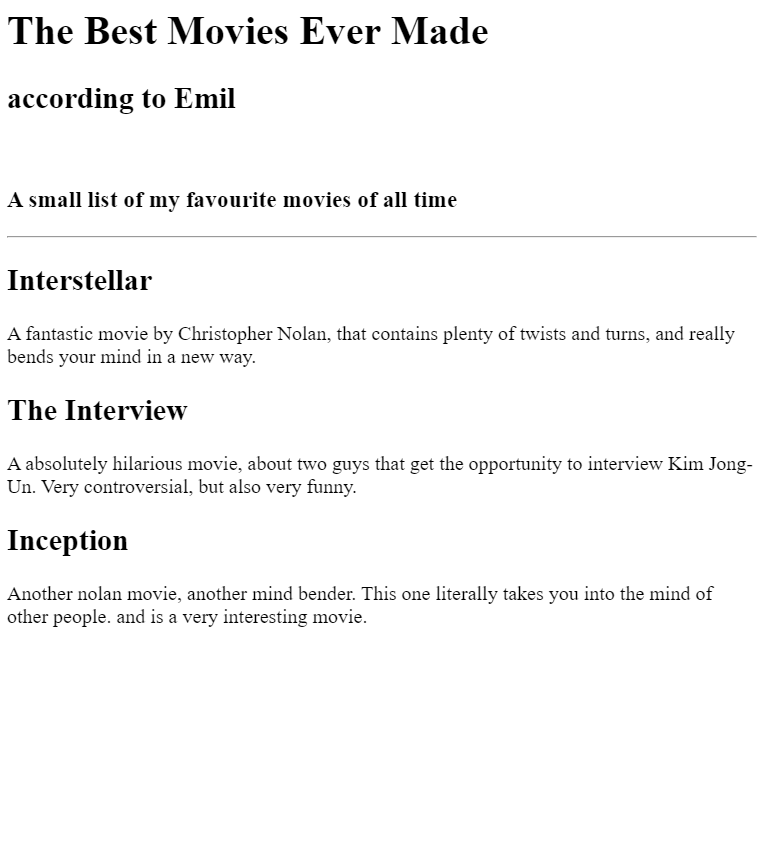 The Best Movies Ever Made
according to Emil
A small list of my favourite movies of all time
Interstellar
A fantastic movie by Christopher Nolan, that contains plenty of twists and turns, and really
bends your mind in a new way.
The Interview
A absolutely hilarious movie, about two guys that get the opportunity to interview Kim Jong-
Un. Very controversial, but also very funny.
Inception
Another nolan movie, another mind bender. This one literally takes you into the mind of
other people. and is a very interesting movie.